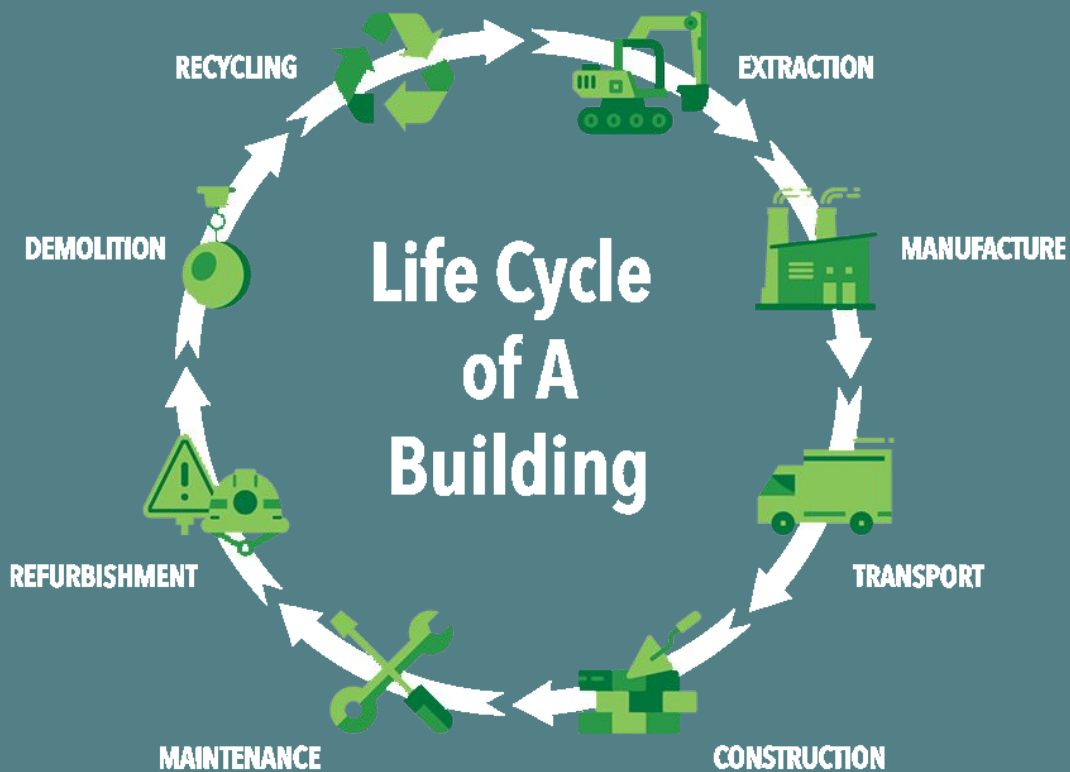 Life Cycle
of A
Building
EXTRACTION
MANUFACTURE
TRANSPORT
CONSTRUCTION
MAINTENANCE
REFURBISHMENT
DEMOLITION
RECYCLING